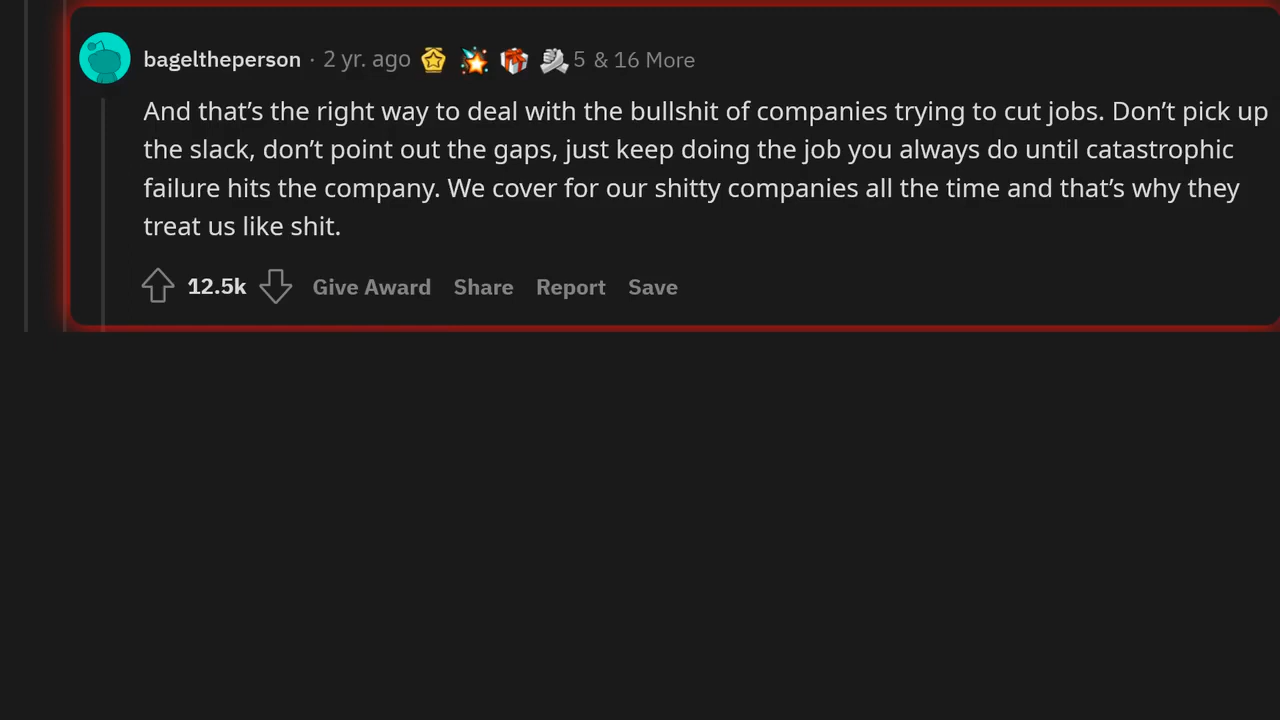 bageltheperson · 2 yr. ago 5 & 16 More
And that’s the right way to deal with the bullshit of companies trying to cut jobs. Don’t pick up
the slack, don’t point out the gaps, just keep doing the job you always do until catastrophic
failure hits the company. We cover for our shitty companies all the time and that’s why they
treat us like shit.
12.5k Give Award Share Report Save